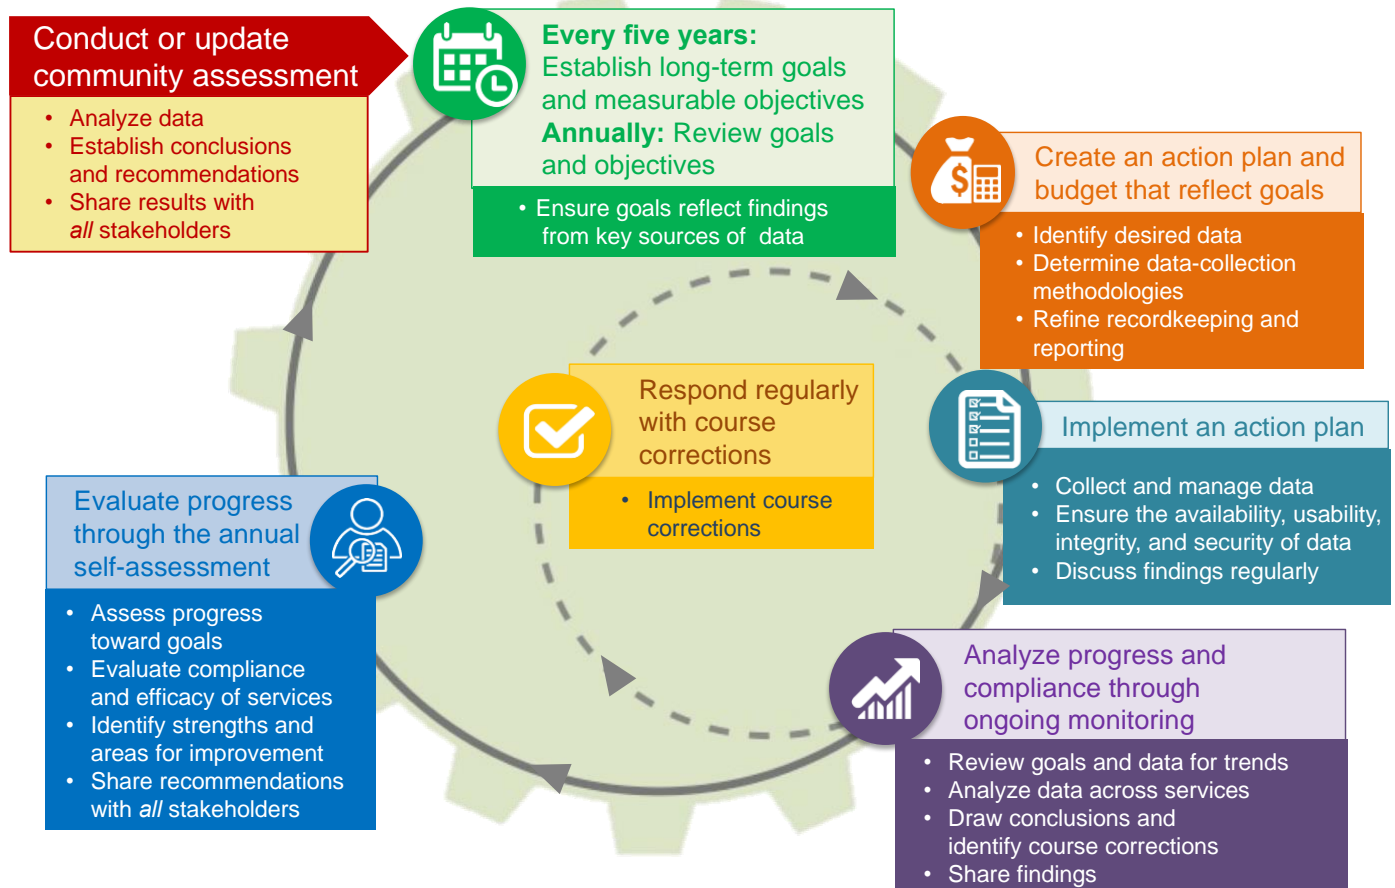 Conduct or update
community assessment
• Analyze data
• Establish conclusions
and recommendations
• Share results with
all stakeholders
Every five years:
Establish long-term goals
and measurable objectives
Annually: Review goals
and objectives
• Ensure goals reflect findings
from key sources of data
$
Create an action plan and
budget that reflect goals
• Identify desired data
• Determine data-collection
methodologies
• Refine recordkeeping and
reporting
Implement an action plan
• Collect and manage data
• Ensure the availability, usability,
integrity, and security of data
• Discuss findings regularly
Analyze progress and
compliance through
ongoing monitoring
• Review goals and data for trends
• Analyze data across services
• Draw conclusions and
identify course corrections
• Share findings
Respond regularly
with course
corrections
• Implement course
corrections
Evaluate progress
through the annual
self-assessment
• Assess progress
toward goals
• Evaluate compliance
and efficacy of services
• Identify strengths and
areas for improvement
• Share recommendations
with all stakeholders